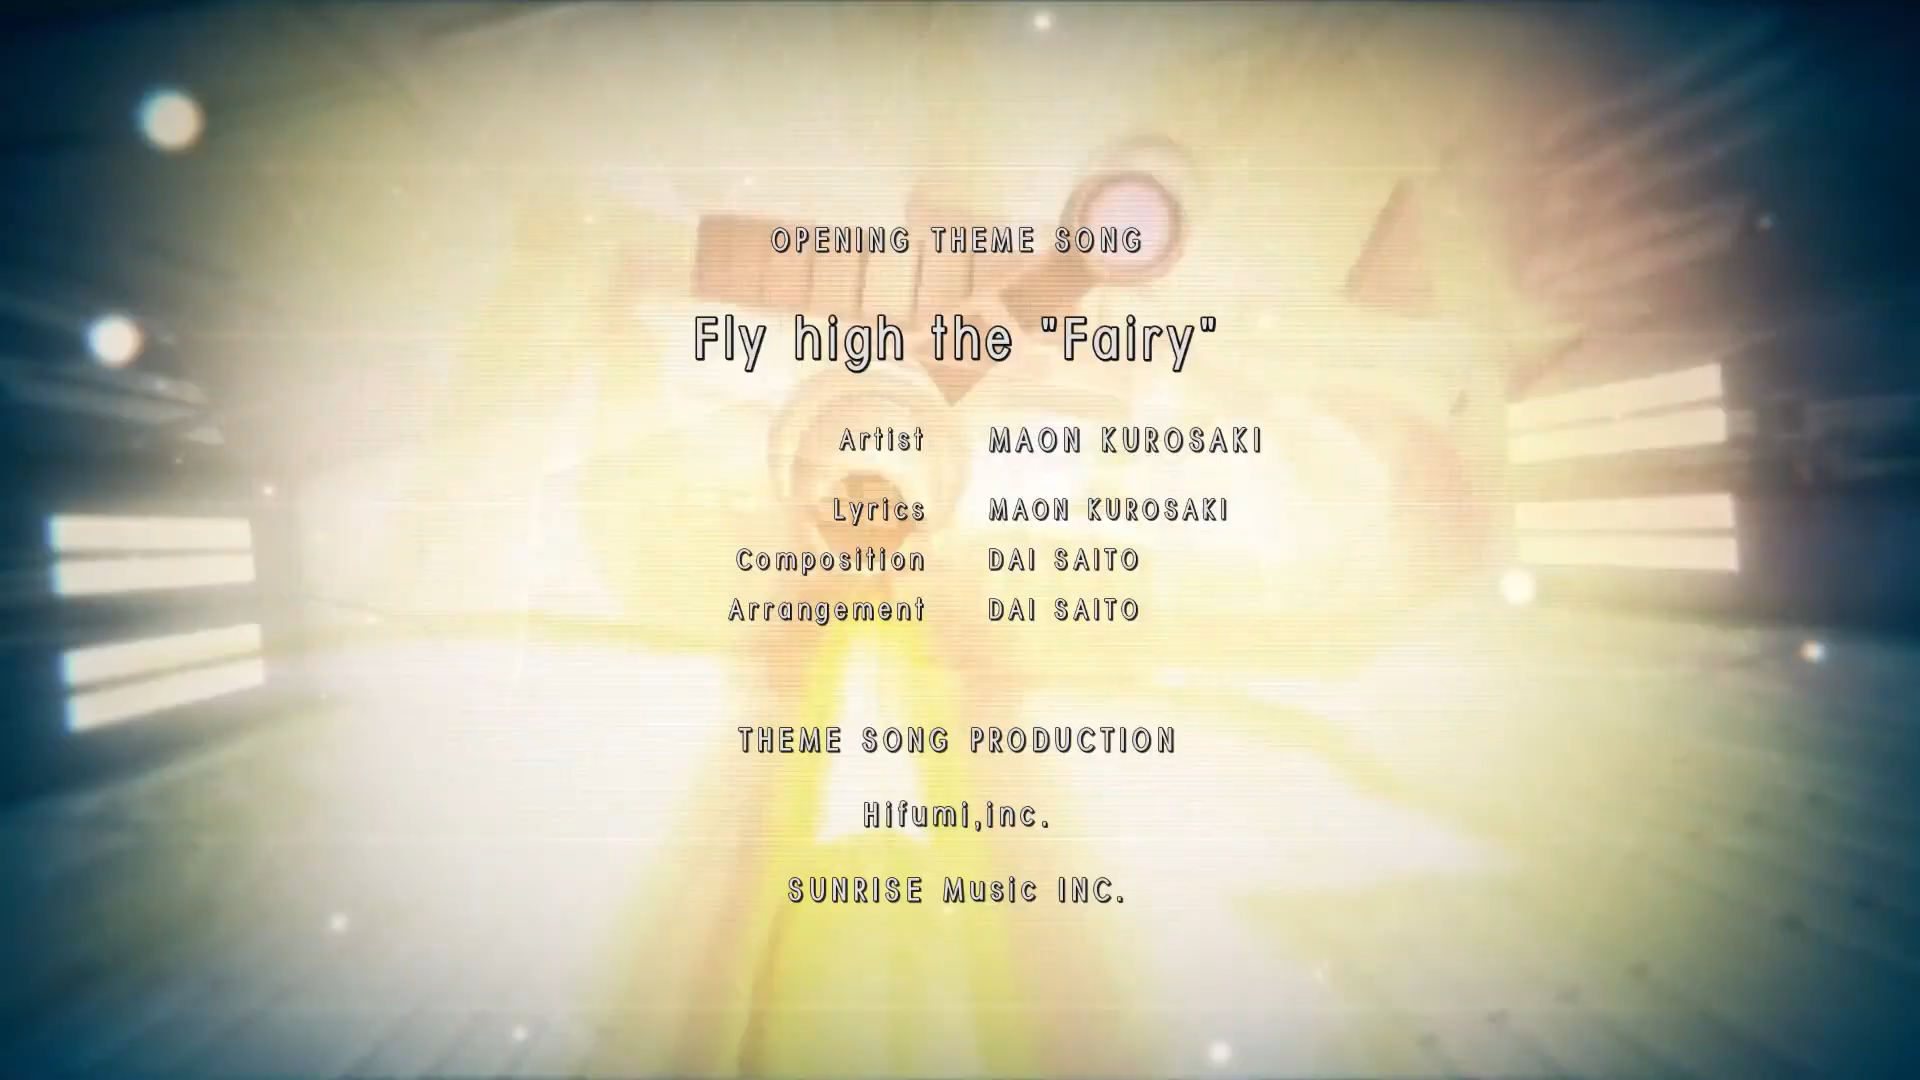 OPENING THEME SONG
Fly high the "Fairy"
Artist MAON KUROSAKI
Lyrics MAON KUROSAKI
Composition DAI SAITO
Arrangement DAI SAITO
THEME SONG PRODUCTION
Hifumi,inc.
SUNRISE Music INC.